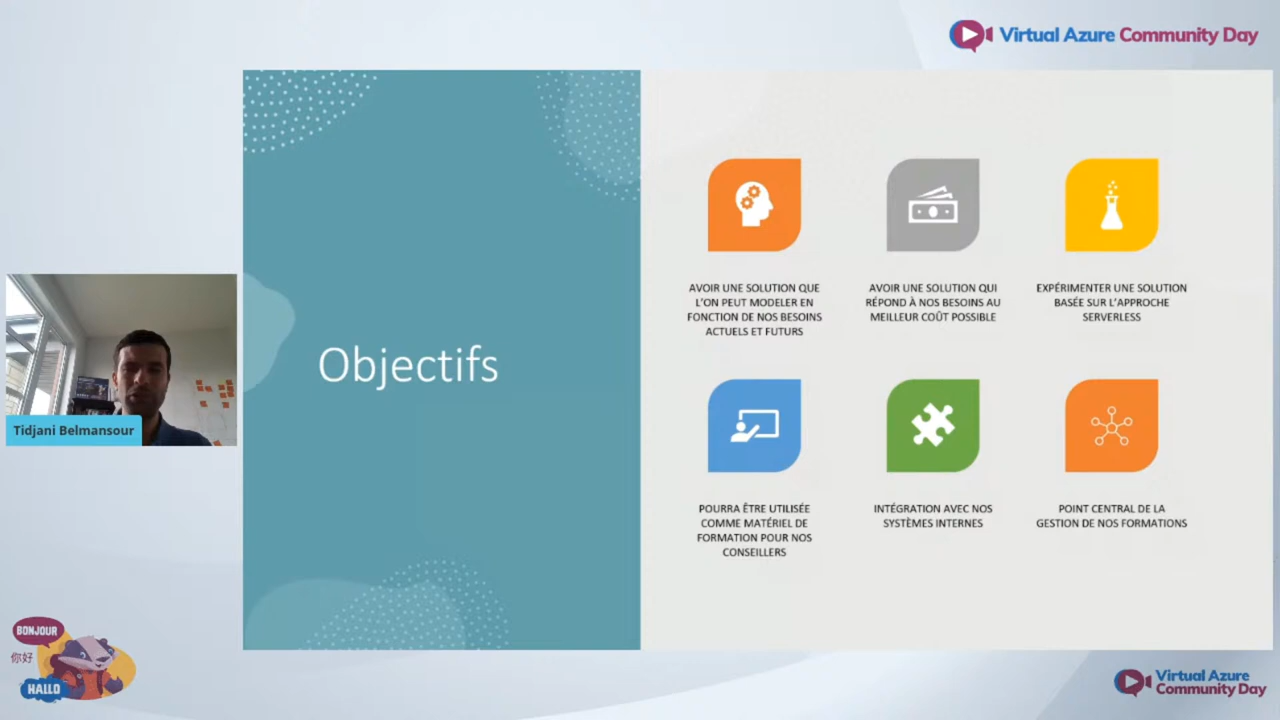 Virtual Azure Community Day
Objectifs
AVOIR UNE SOLUTION QUE
L'ON PEUT MODELER EN
FONCTION DE NOS BESOINS
ACTUELS ET FUTURS
AVOIR UNE SOLUTION QUI
RÉPOND À NOS BESOINS AU
MEILLEUR COÛT POSSIBLE
EXPÉRIMENTER UNE SOLUTION
BASÉE SUR L'APPROCHE
SERVERLESS
POURRA ÊTRE UTILISÉE
COMME MATÉRIEL DE
FORMATION POUR NOS
CONSEILLERS
INTÉGRATION AVEC NOS
SYSTÈMES INTERNES
POINT CENTRAL DE LA
GESTION DE NOS FORMATIONS
Tidjani Belmansour
BONJOUR
你好
HALLO
Virtual Azure
Community Day